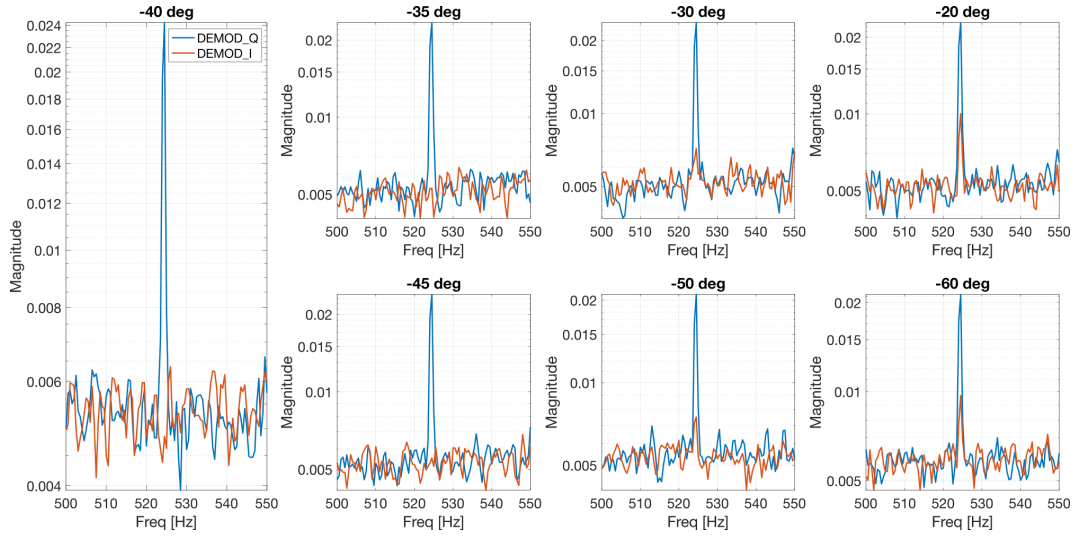 -40 deg
DEMOD_Q
DEMOD_I
0.024
0.022
0.02
0.018
0.016
0.014
0.012
0.01
0.008
0.006
0.004
Magnitude
500 510 520 530 540 550
Freq [Hz]
-35 deg
0.02
0.015
0.01
0.005
Magnitude
500 510 520 530 540 550
Freq [Hz]
-30 deg
0.02
0.015
0.01
0.005
Magnitude
500 510 520 530 540 550
Freq [Hz]
-20 deg
0.02
0.015
0.01
0.005
Magnitude
500 510 520 530 540 550
Freq [Hz]
-45 deg
0.02
0.015
0.01
0.005
Magnitude
500 510 520 530 540 550
Freq [Hz]
-50 deg
0.02
0.015
0.01
0.005
Magnitude
500 510 520 530 540 550
Freq [Hz]
-60 deg
0.02
0.015
0.01
0.005
Magnitude
500 510 520 530 540 550
Freq [Hz]